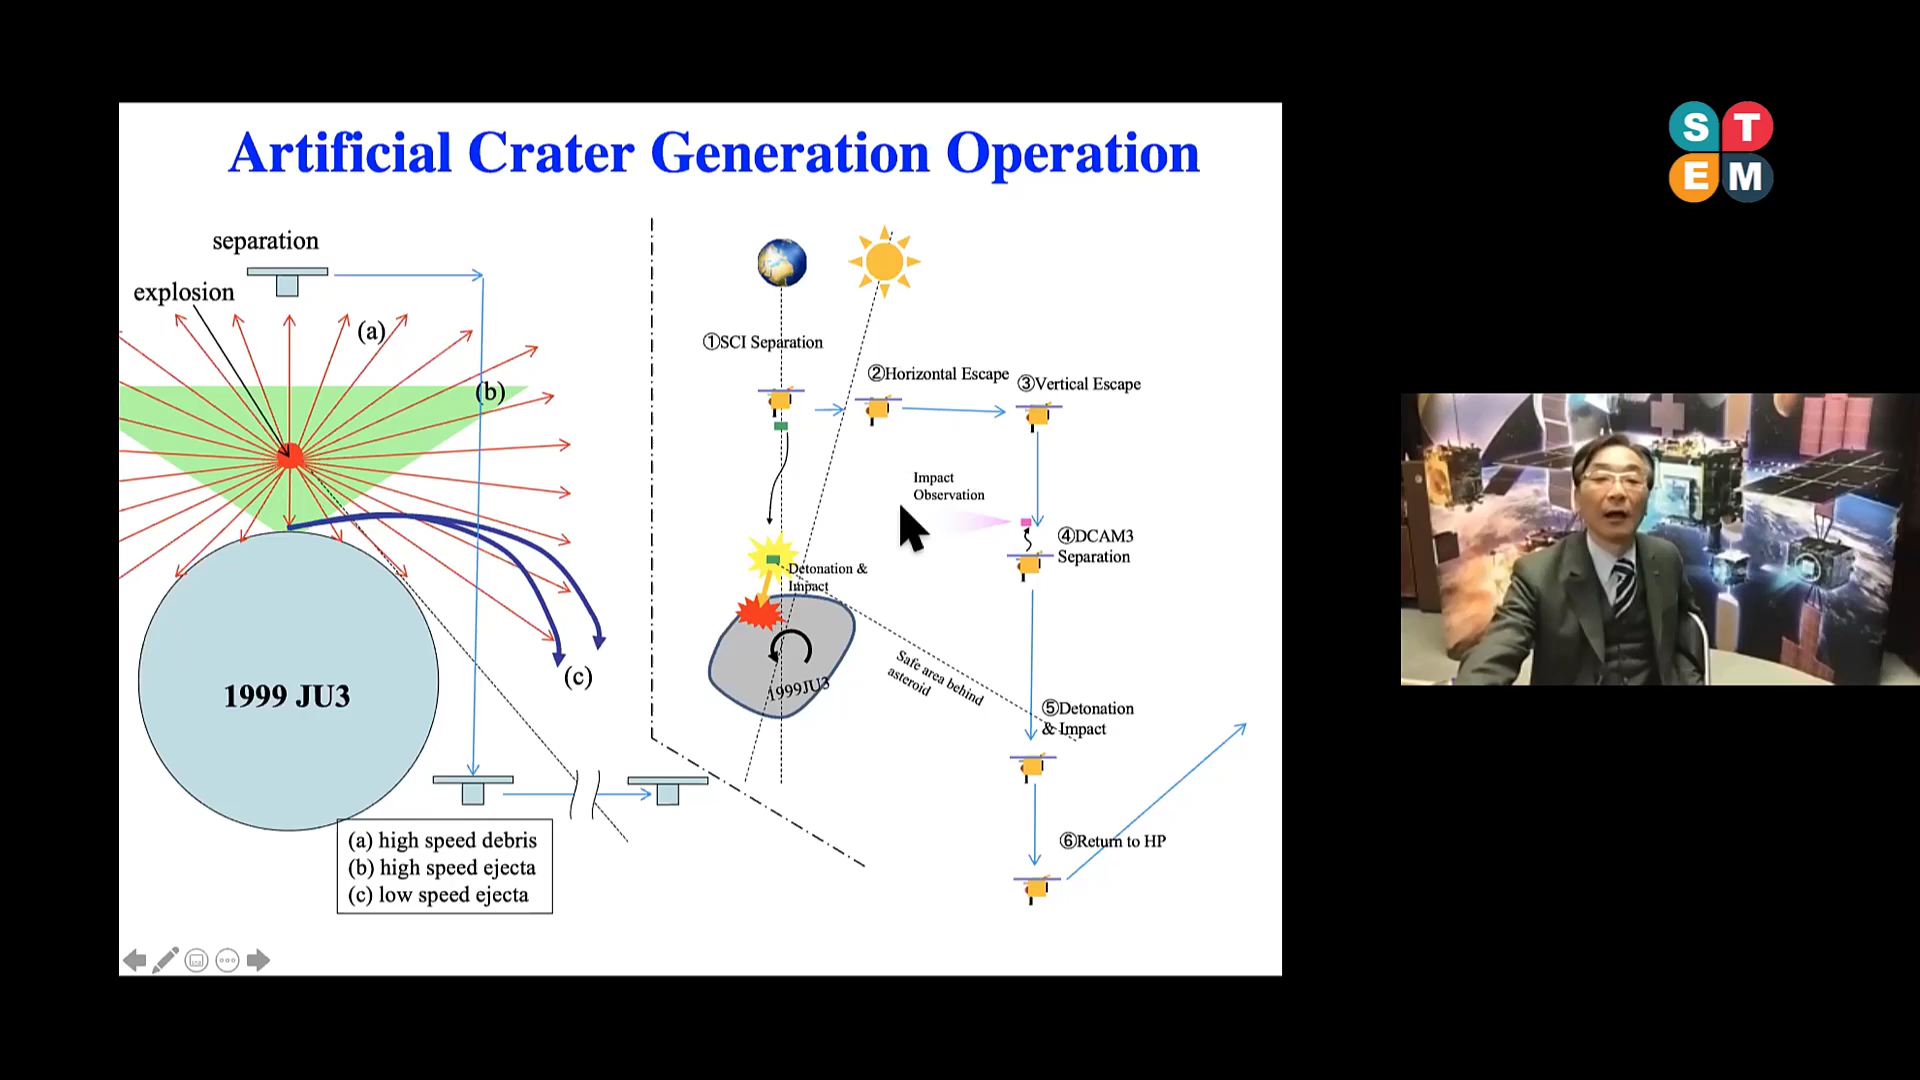 Artificial Crater Generation Operation
separation
explosion
(a)
(b)
(c)
1999 JU3
(a) high speed debris
(b) high speed ejecta
(c) low speed ejecta
①SCI Separation
②Horizontal Escape
③Vertical Escape
Impact
Observation
④DCAM3
Separation
Detonation &
Impact
1999JU3
Safe area behind
asteroid
⑤Detonation
& Impact
⑥Return to HP
S T
E M